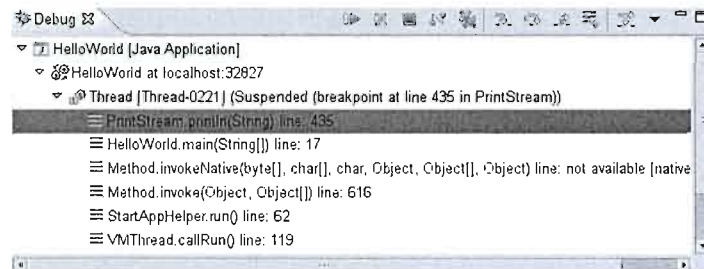 Debug
HelloWorld [Java Application]
HelloWorld at localhost:32827
Thread [Thread-0221] (Suspended (breakpoint at line 435 in PrintStream))
PrintStream.println(String) line: 435
HelloWorld.main(String[]) line: 17
Method.invokeNative(byte[], char[], char, Object, Object[], Object) line: not available [native
Method.invoke(Object, Object[]) line: 616
StartAppHelper.run() line: 62
VMThread.callRun() line: 119